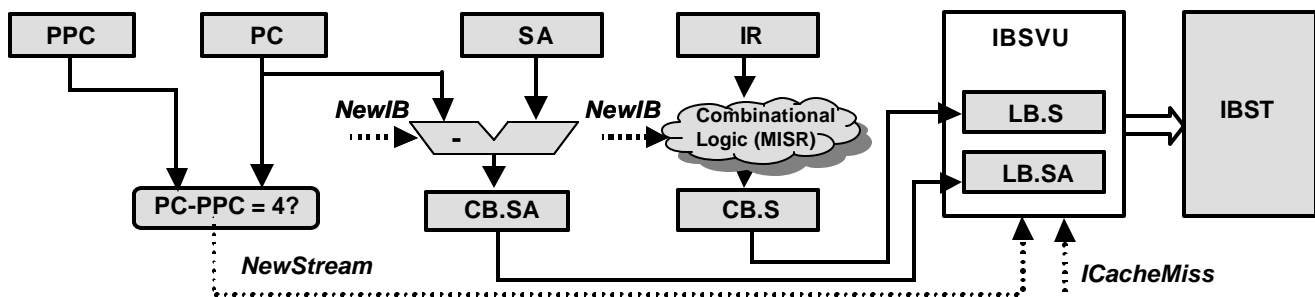 PPC
PC
SA
IR
IBSVU
IBST
NewIB
NewIB
-
Combinational
Logic (MISR)
LB.S
LB.SA
PC-PPC = 4?
CB.SA
CB.S
NewStream
ICacheMiss